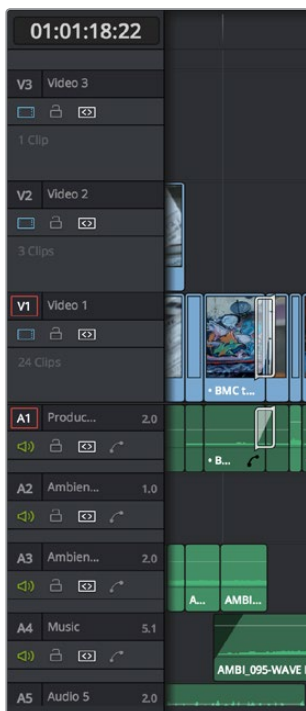 01:01:18:22
V3 Video 3
1 Clip
V2 Video 2
3 Clips
V1 Video 1
24 Clips
• BMC t...
A1 Produc... 2.0
• B...
A2 Ambien... 1.0
A3 Ambien... 2.0
A... AMBI...
A4 Music 5.1
AMBI_095-WAVE
A5 Audio 5 2.0